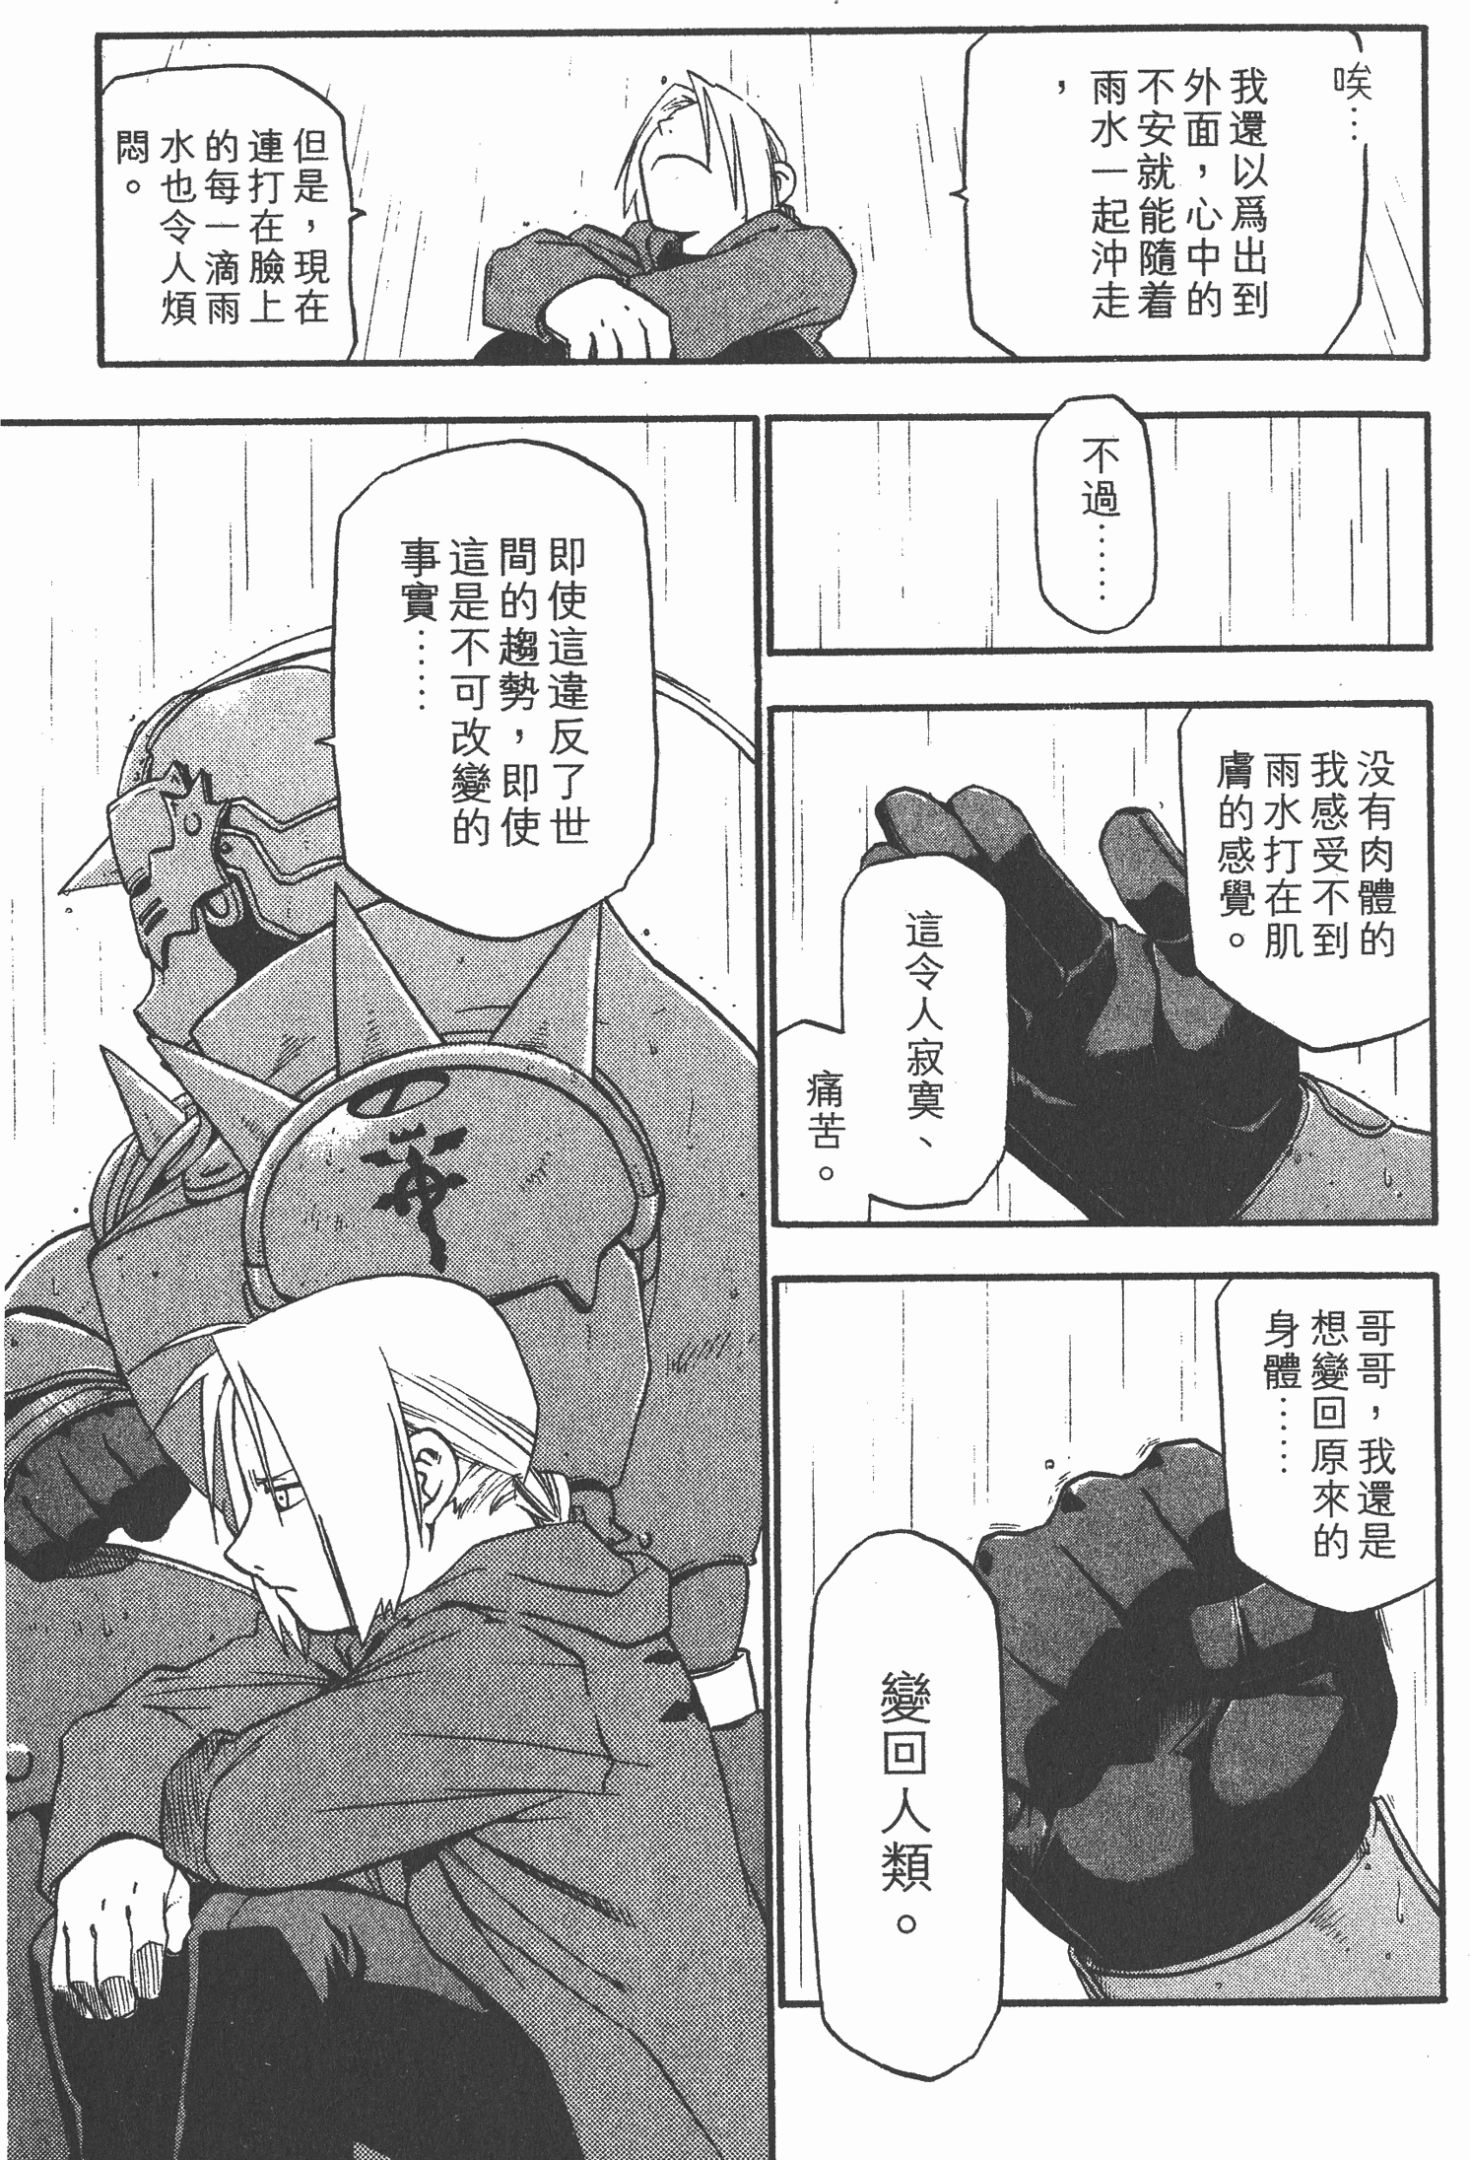 唉…
我還以爲出到
外面，心中的
不安就能隨着
雨水一起沖走
，
但是，現在
連打在臉上
的每一滴雨
水也令人煩
悶。
不過……
没有肉體的
我感受不到
雨水打在肌
膚的感覺。
這令人寂寞、
痛苦。
哥哥，我還是
想變回原來的
身體……
變回人類。
即使這違反了世
間的趨勢，即使
這是不可改變的
事實……